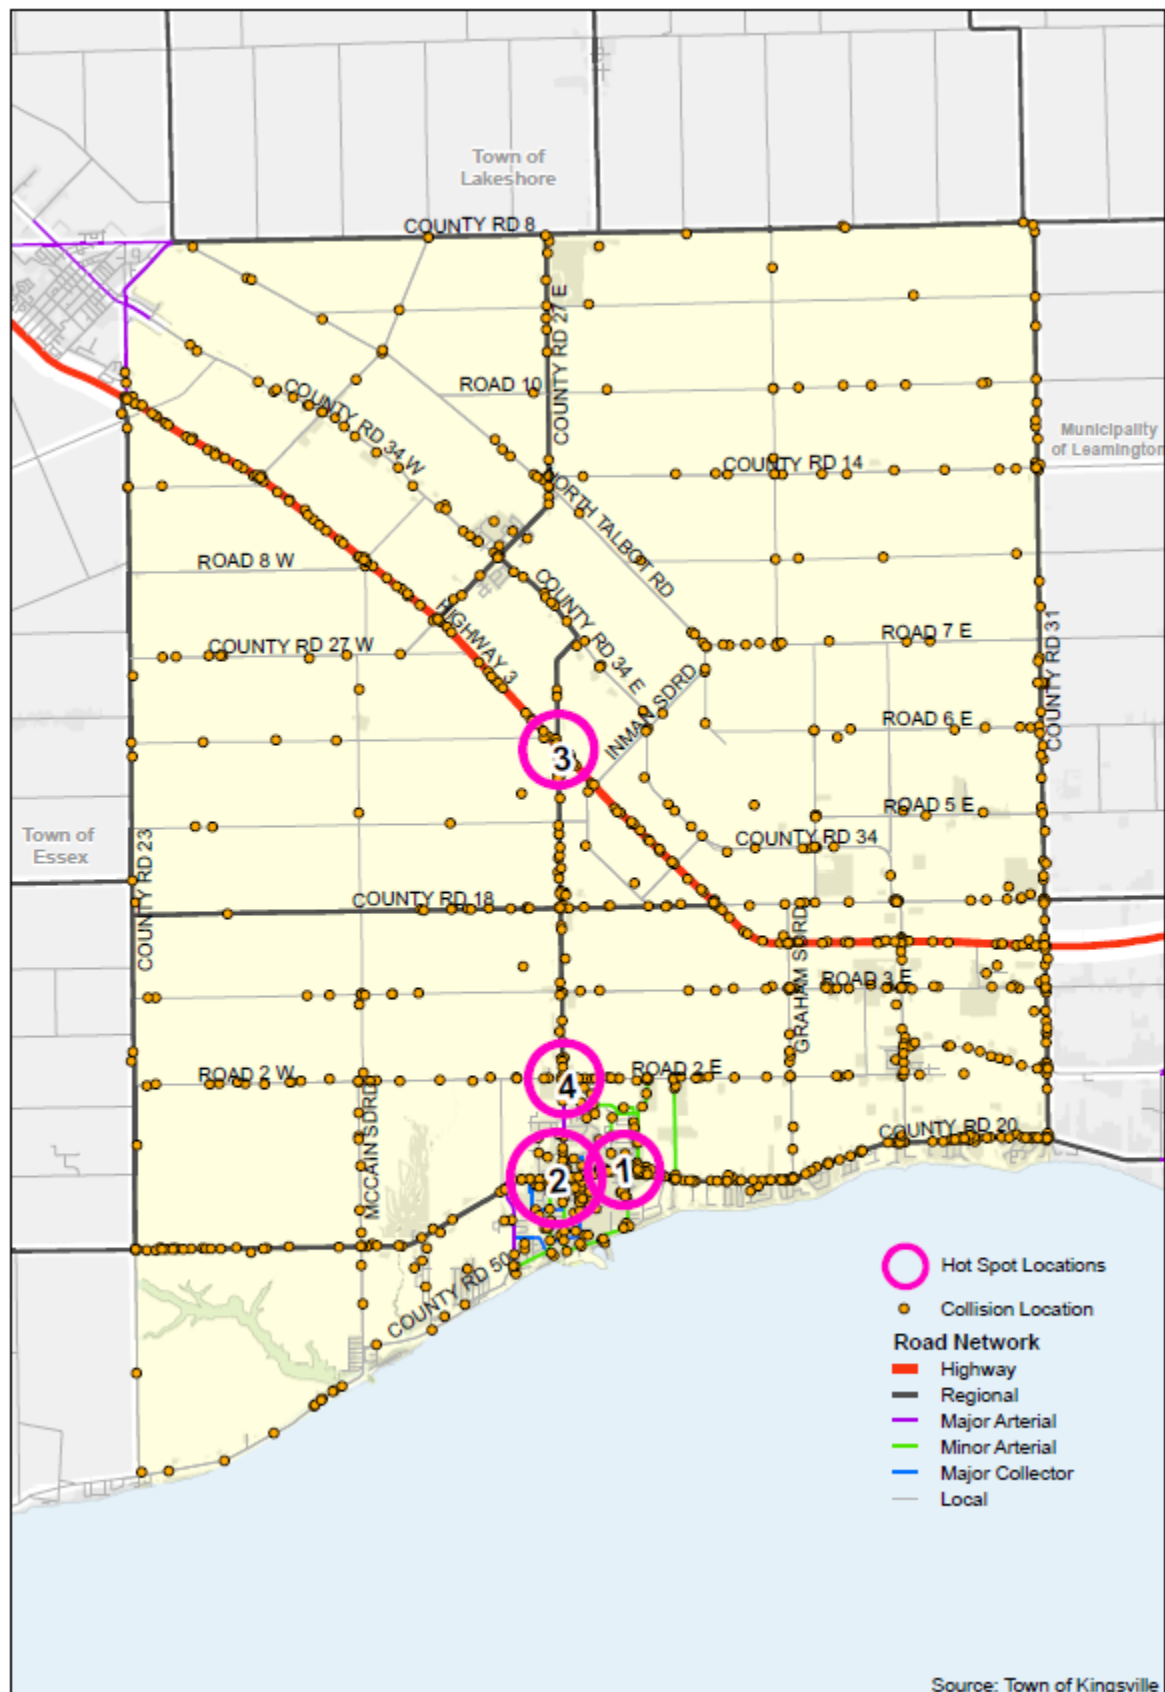 Town of
Lakeshore
COUNTY RD 8
COUNTY RD 27 E
ROAD 10
COUNTY RD 34 W
Municipality
of Leamington
COUNTY RD 14
NORTH TALBOT RD
ROAD 8 W
COUNTY RD 34 E
HIGHWAY 3
COUNTY RD 27 W
ROAD 7 E
COUNTY RD 31
INMAN SDRD
ROAD 6 E
3
ROAD 5 E
Town of
Essex
COUNTY RD 34
COUNTY RD 23
COUNTY RD 18
GRAHAM SDRD
ROAD 3 E
ROAD 2 W
ROAD 2 E
4
MCCAIN SDRD
COUNTY RD 20
2
1
COUNTY RD 50
Hot Spot Locations
Collision Location
Road Network
Highway
Regional
Major Arterial
Minor Arterial
Major Collector
Local
Source: Town of Kingsville